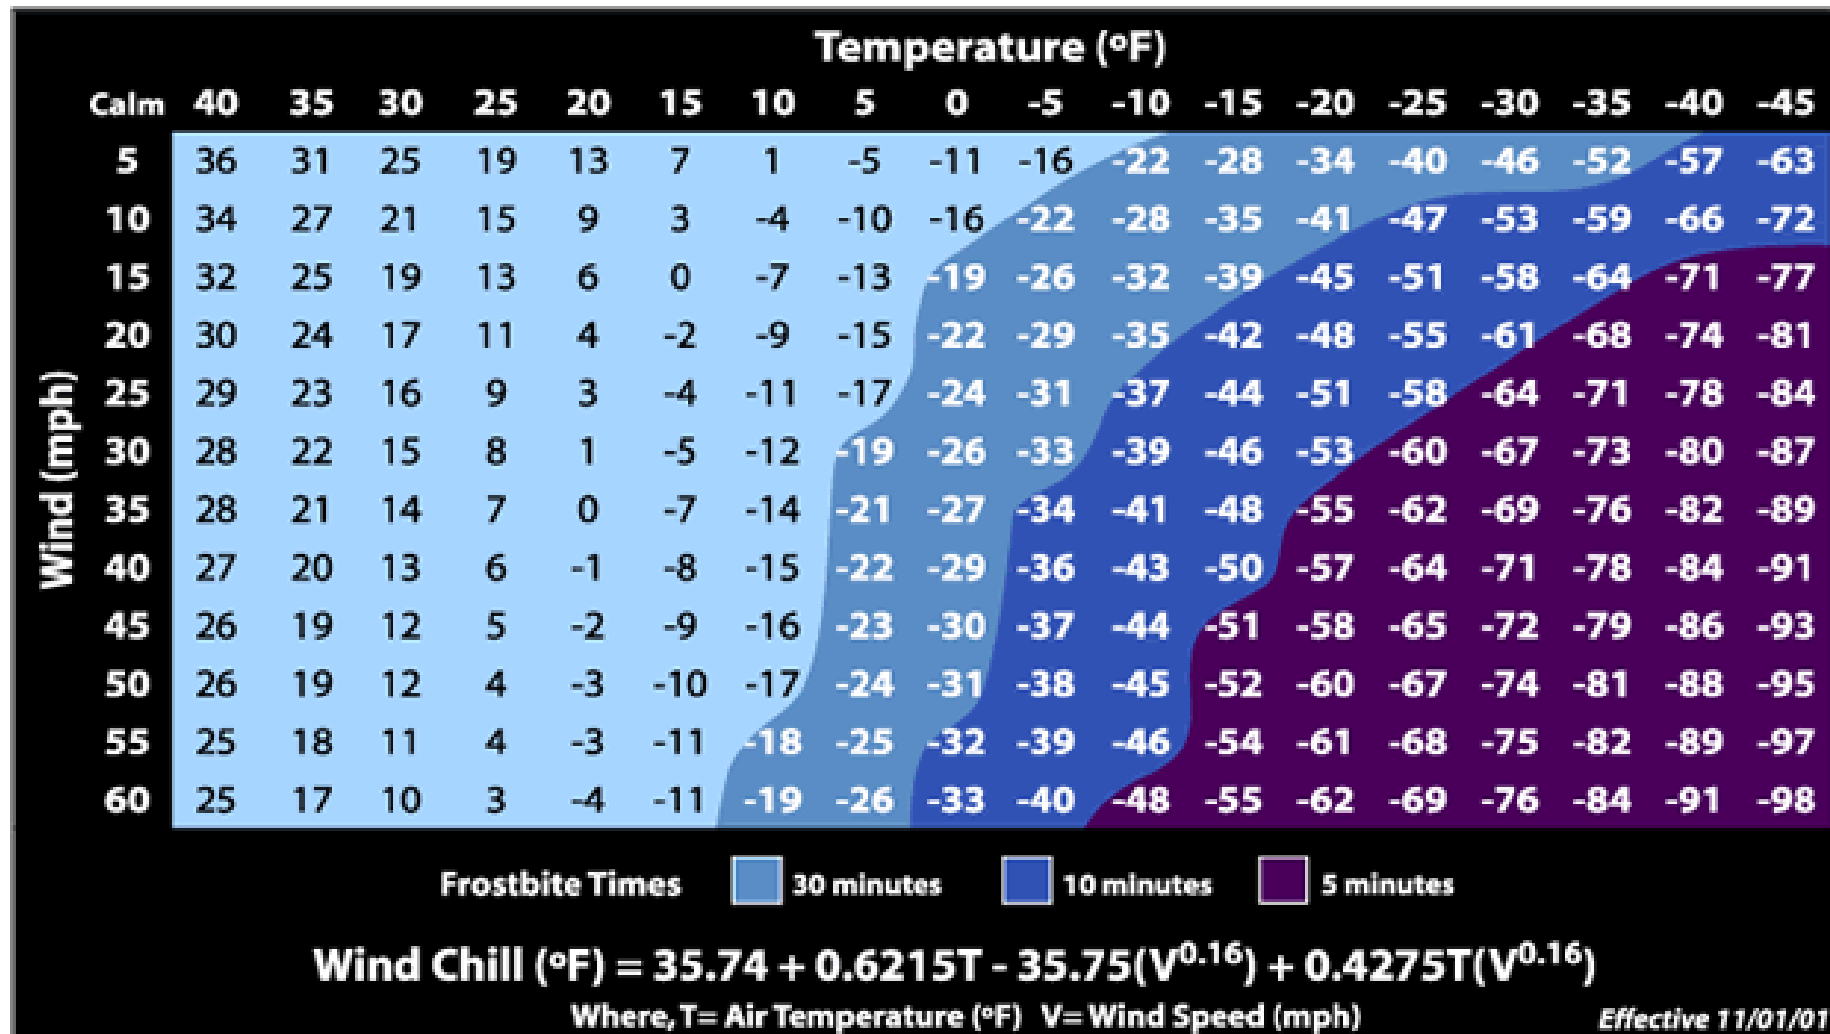 Temperature (ºF)
Calm 40 35 30 25 20 15 10 5 0 -5 -10 -15 -20 -25 -30 -35 -40 -45
5 36 31 25 19 13 7 1 -5 -11 -16 -22 -28 -34 -40 -46 -52 -57 -63
10 34 27 21 15 9 3 -4 -10 -16 -22 -28 -35 -41 -47 -53 -59 -66 -72
15 32 25 19 13 6 0 -7 -13 -19 -26 -32 -39 -45 -51 -58 -64 -71 -77
20 30 24 17 11 4 -2 -9 -15 -22 -29 -35 -42 -48 -55 -61 -68 -74 -81
25 29 23 16 9 3 -4 -11 -17 -24 -31 -37 -44 -51 -58 -64 -71 -78 -84
30 28 22 15 8 1 -5 -12 -19 -26 -33 -39 -46 -53 -60 -67 -73 -80 -87
35 28 21 14 7 0 -7 -14 -21 -27 -34 -41 -48 -55 -62 -69 -76 -82 -89
40 27 20 13 6 -1 -8 -15 -22 -29 -36 -43 -50 -57 -64 -71 -78 -84 -91
45 26 19 12 5 -2 -9 -16 -23 -30 -37 -44 -51 -58 -65 -72 -79 -86 -93
50 26 19 12 4 -3 -10 -17 -24 -31 -38 -45 -52 -60 -67 -74 -81 -88 -95
55 25 18 11 4 -3 -11 -18 -25 -32 -39 -46 -54 -61 -68 -75 -82 -89 -97
60 25 17 10 3 -4 -11 -19 -26 -33 -40 -48 -55 -62 -69 -76 -84 -91 -98
Wind (mph)
Frostbite Times 30 minutes 10 minutes 5 minutes
Wind Chill (ºF) = 35.74 + 0.6215T - 35.75(V^0.16) + 0.4275T(V^0.16)
Where, T= Air Temperature (ºF) V= Wind Speed (mph)
Effective 11/01/01